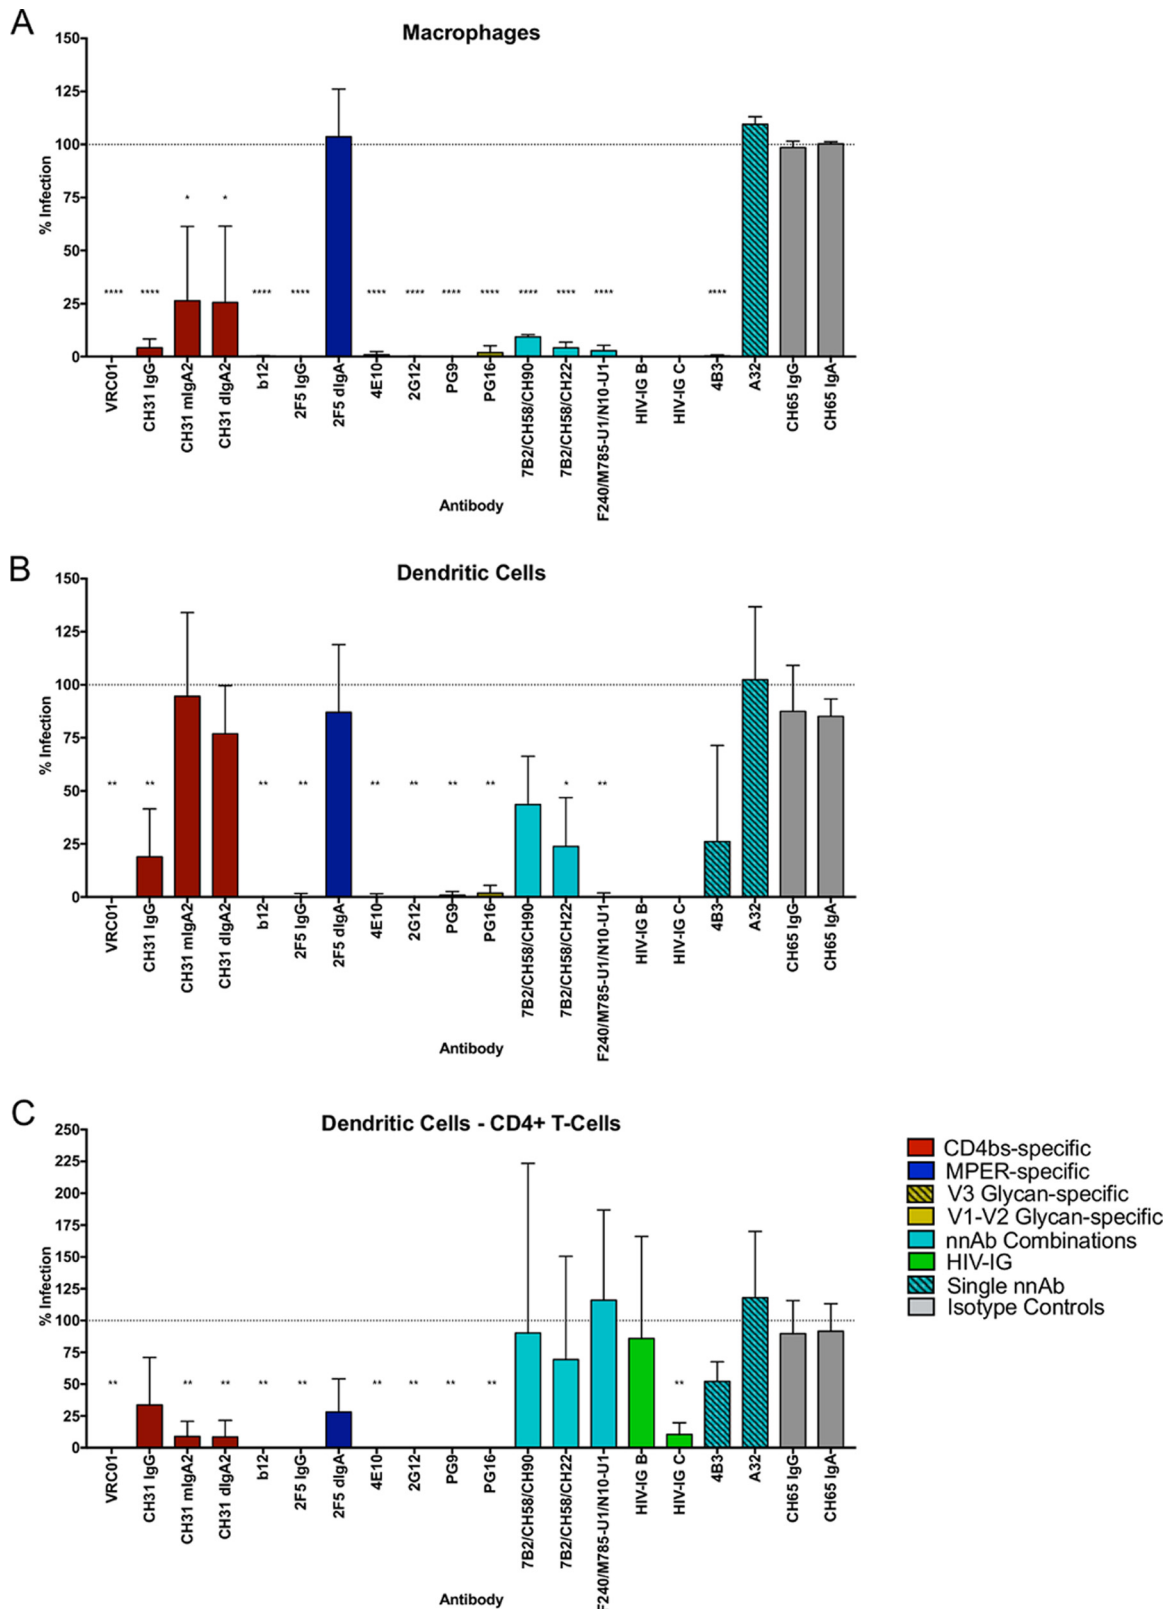 A
Macrophages
150
125
100
75
50
25
0
% Infection
* *
**** **** **** **** **** **** **** **** **** **** **** ****
VRC01
CH31 IgG
CH31 mIgA2
CH31 dIgA2
b12
2F5 IgG
2F5 dIgA
4E10
2G12
PG9
PG16
7B2/CH58/CH90
7B2/CH58/CH22
F240/M785-U1/N10-U1
HIV-IG B
HIV-IG C
4B3
A32
CH65 IgG
CH65 IgA
Antibody
B
Dendritic Cells
150
125
100
75
50
25
0
% Infection
** ** ** ** ** ** ** ** * **
VRC01
CH31 IgG
CH31 mIgA2
CH31 dIgA2
b12
2F5 IgG
2F5 dIgA
4E10
2G12
PG9
PG16
7B2/CH58/CH90
7B2/CH58/CH22
F240/M785-U1/N10-U1
HIV-IG B
HIV-IG C
4B3
A32
CH65 IgG
CH65 IgA
Antibody
C
Dendritic Cells - CD4+ T-Cells
250
225
200
175
150
125
100
75
50
25
0
% Infection
** ** ** ** ** ** ** ** ** **
VRC01
CH31 IgG
CH31 mIgA2
CH31 dIgA2
b12
2F5 IgG
2F5 dIgA
4E10
2G12
PG9
PG16
7B2/CH58/CH90
7B2/CH58/CH22
F240/M785-U1/N10-U1
HIV-IG B
HIV-IG C
4B3
A32
CH65 IgG
CH65 IgA
Antibody
CD4bs-specific
MPER-specific
V3 Glycan-specific
V1-V2 Glycan-specific
nnAb Combinations
HIV-IG
Single nnAb
Isotype Controls